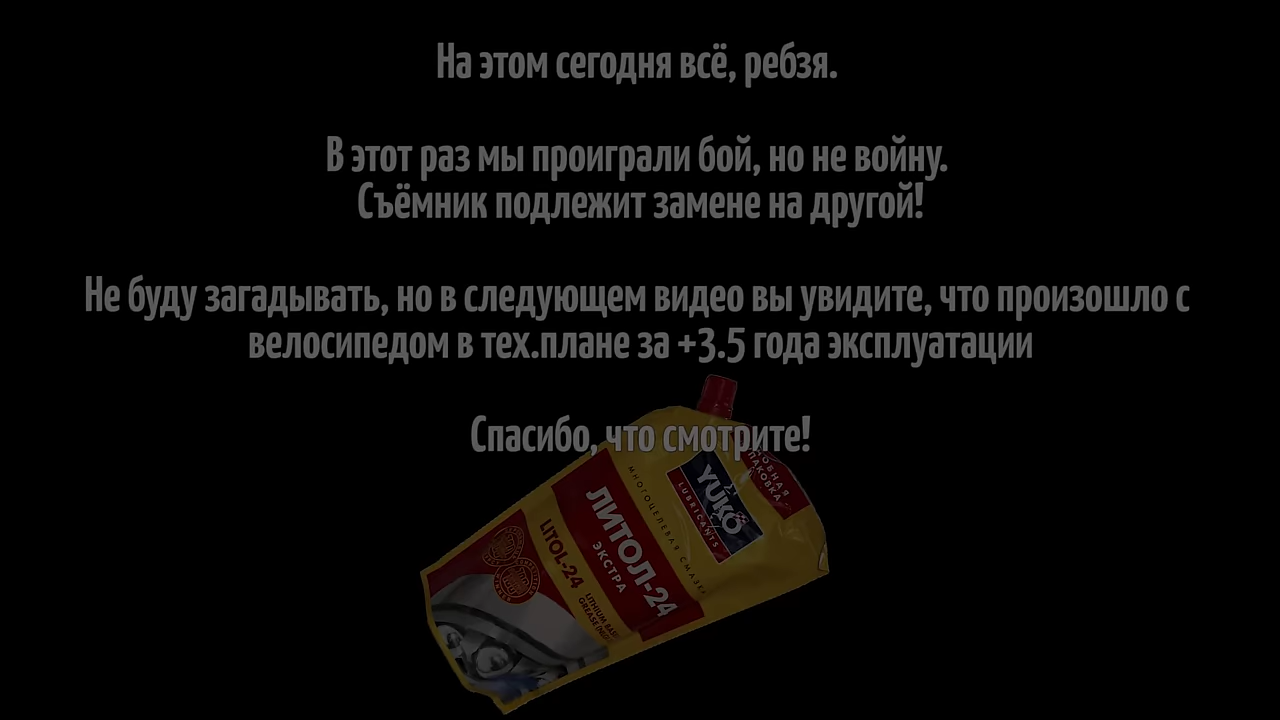 На этом сегодня всё, ребзя.
В этот раз мы проиграли бой, но не войну.
Съёмник подлежит замене на другой!
Не буду загадывать, но в следующем видео вы увидите, что произошло с
велосипедом в тех.плане за +3.5 года эксплуатации
Спасибо, что смотрите!
YUKO
LUBRICANTS
МНОГОЦЕЛЕВАЯ СМАЗКА
ЛИТОЛ-24
ЭКСТРА
LITOL-24